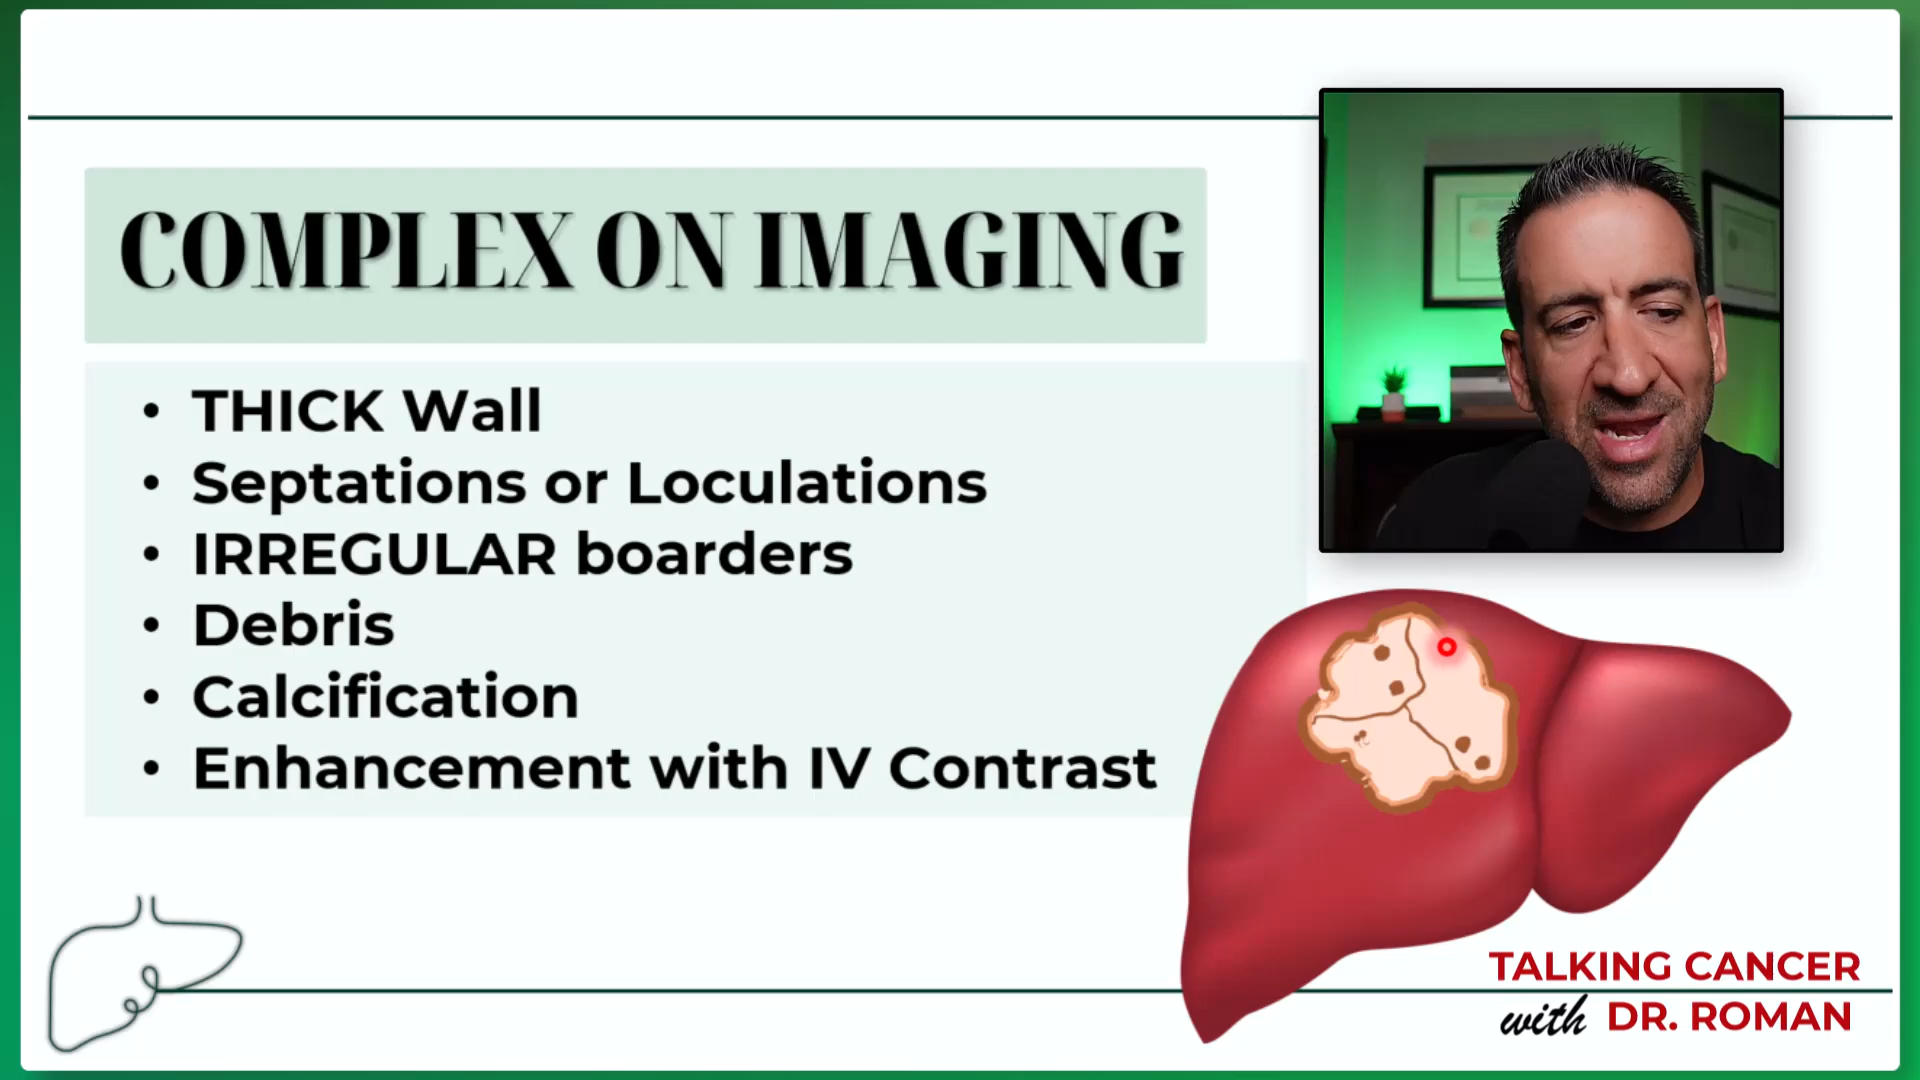 COMPLEX ON IMAGING
• THICK Wall
• Septations or Loculations
• IRREGULAR boarders
• Debris
• Calcification
• Enhancement with IV Contrast
TALKING CANCER
with DR. ROMAN